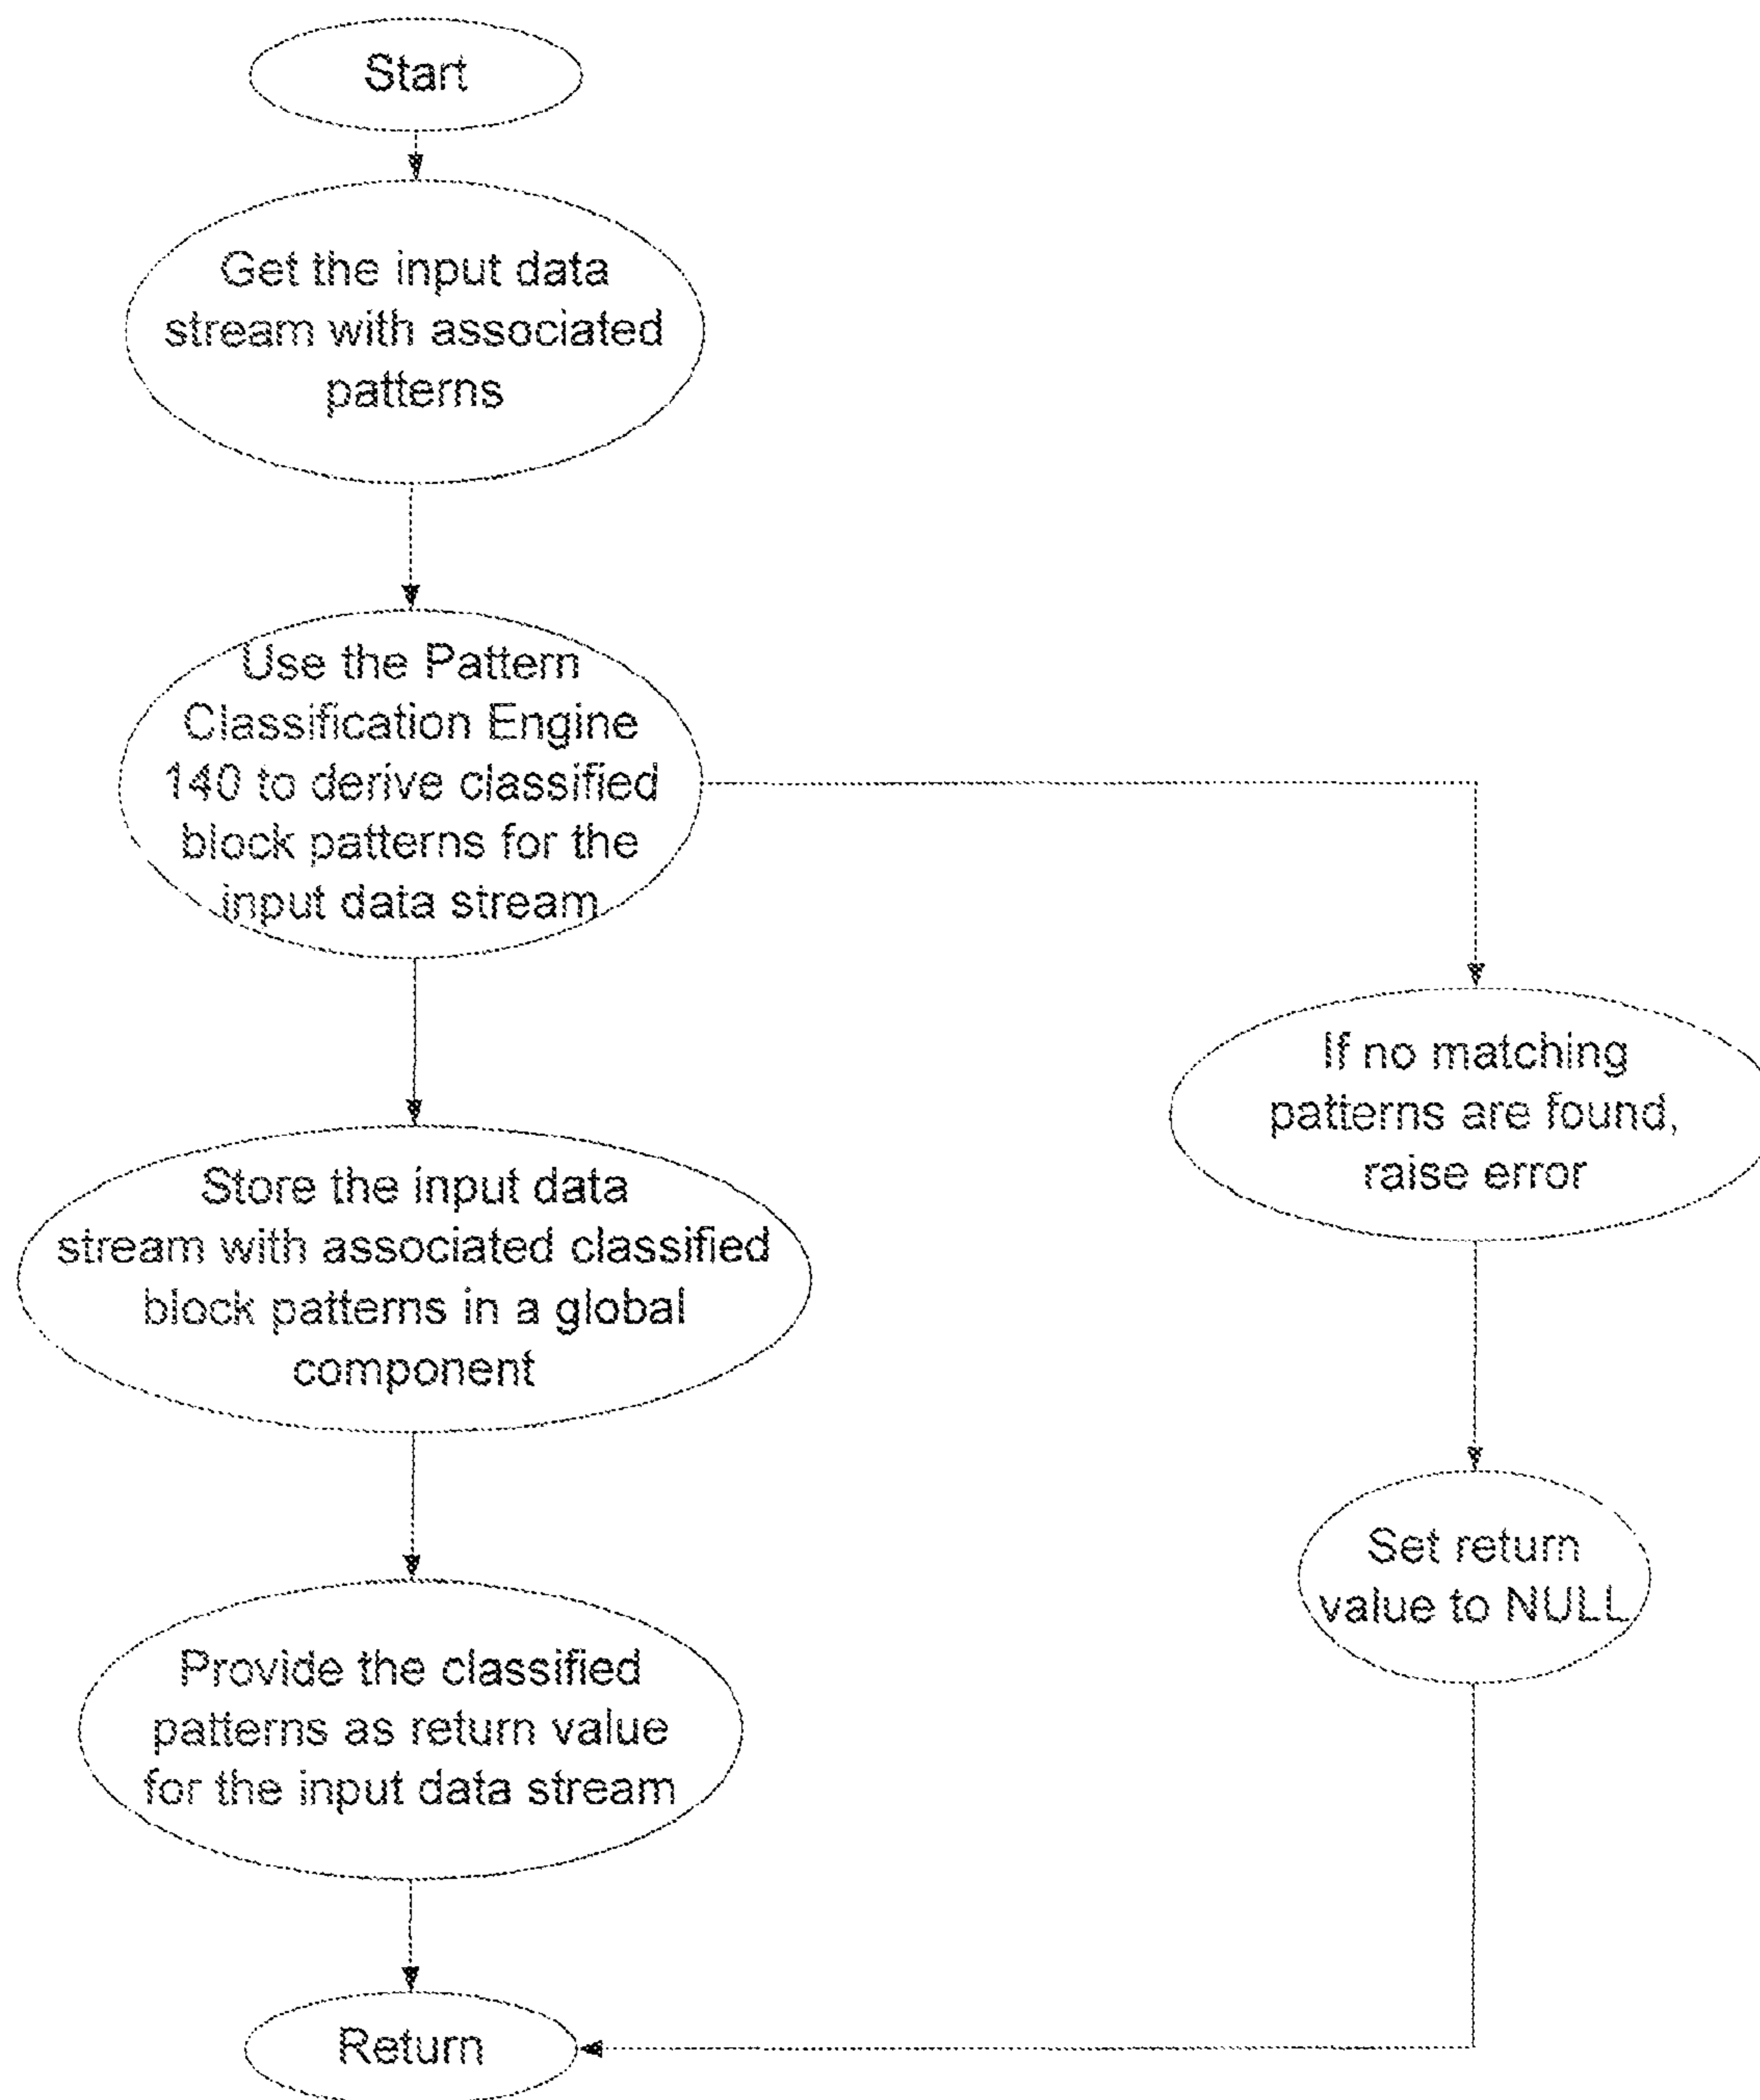 Start
Get the input data
stream with associated
patterns
Use the Pattern
Classification Engine
140 to derive classified
block patterns for the
input data stream
If no matching
patterns are found,
raise error
Store the input data
stream with associated classified
block patterns in a global
component
Set return
value to NULL
Provide the classified
patterns as return value
for the input data stream
Return